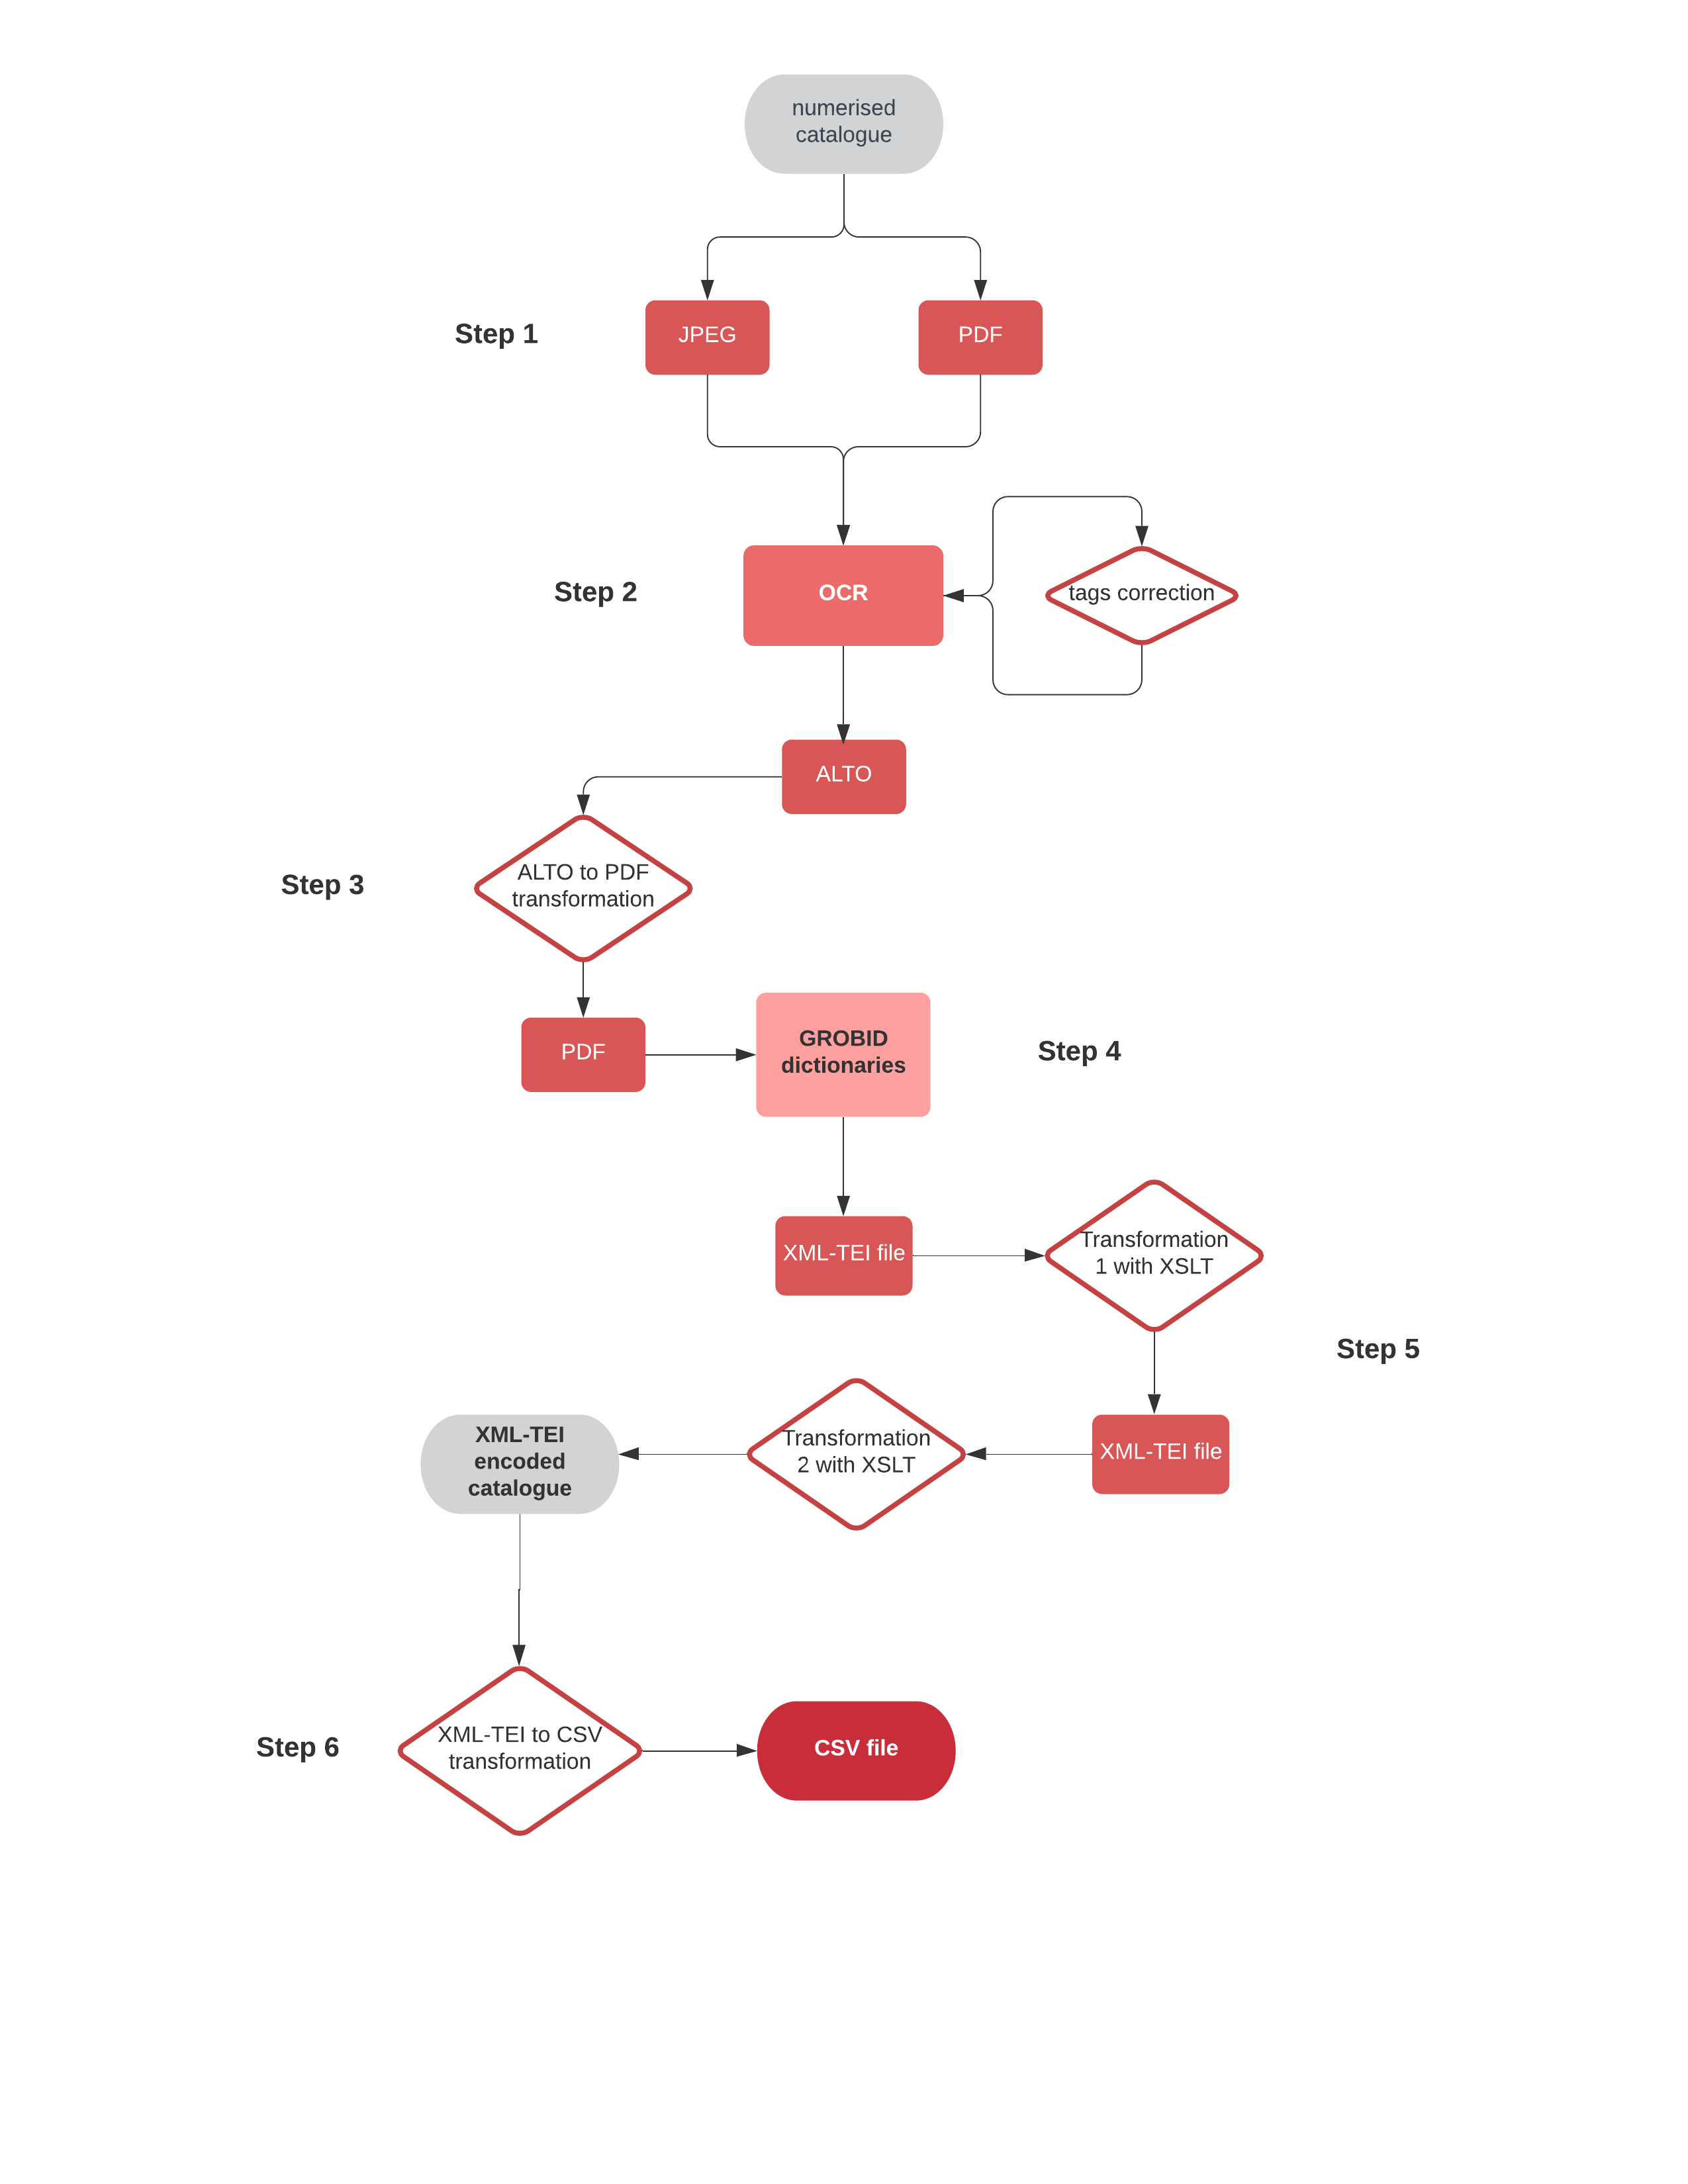 numerised
catalogue
Step 1
JPEG
PDF
Step 2
OCR
tags correction
ALTO
Step 3
ALTO to PDF
transformation
PDF
GROBID
dictionaries
Step 4
XML-TEI file
Transformation
1 with XSLT
Step 5
XML-TEI
encoded
catalogue
Transformation
2 with XSLT
XML-TEI file
Step 6
XML-TEI to CSV
transformation
CSV file